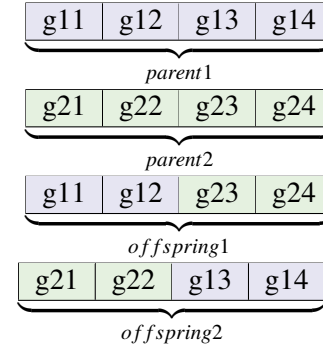 g11 g12 g13 g14
parent1
g21 g22 g23 g24
parent2
g11 g12 g23 g24
offspring1
g21 g22 g13 g14
offspring2